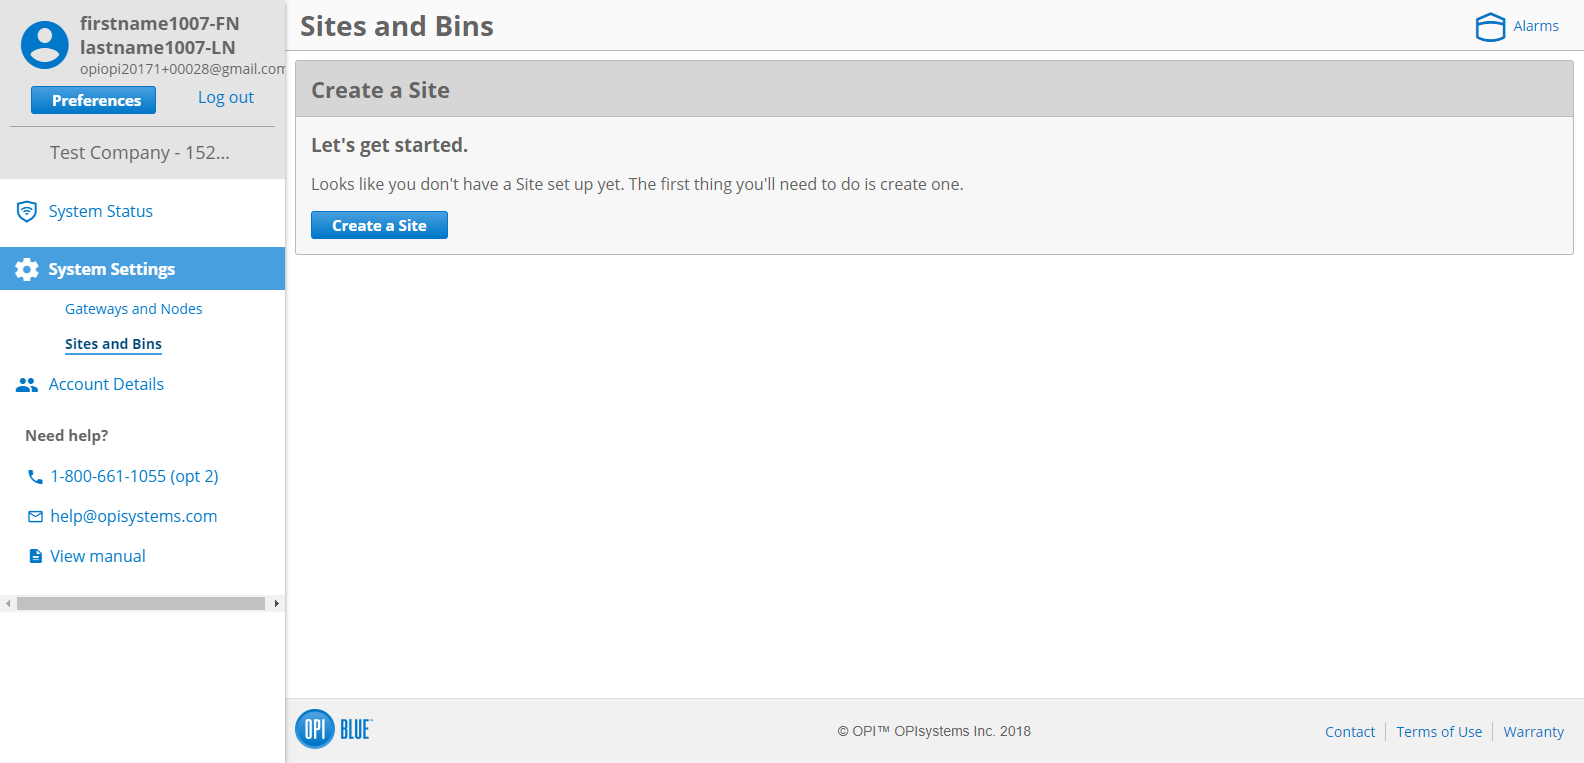 firstname1007-FN
lastname1007-LN
opiopi20171+00028@gmail.com
Preferences
Log out
Test Company - 152...
System Status
System Settings
Gateways and Nodes
Sites and Bins
Account Details
Need help?
1-800-661-1055 (opt 2)
help@opisystems.com
View manual
Sites and Bins
Alarms
Create a Site
Let's get started.
Looks like you don't have a Site set up yet. The first thing you'll need to do is create one.
Create a Site
OPI BLUE™
© OPI™ OPIsystems Inc. 2018
Contact
Terms of Use
Warranty